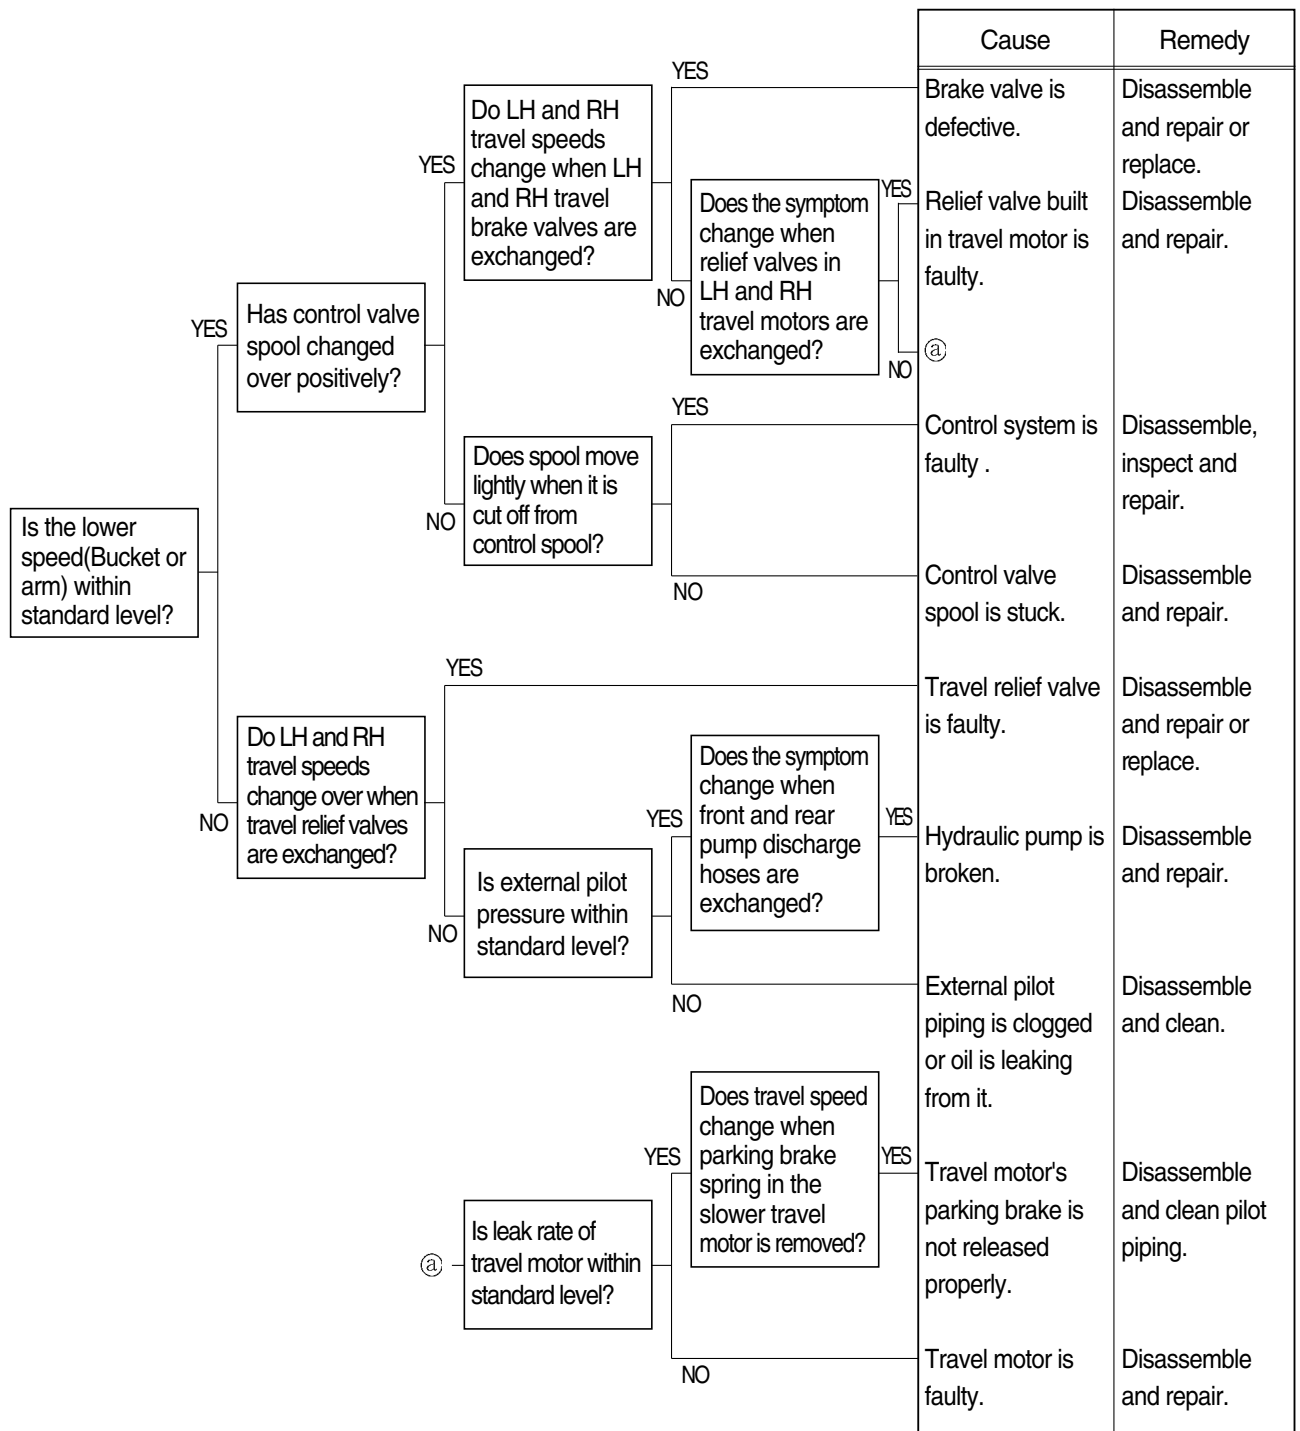 Cause
Remedy
YES
Do LH and RH
travel speeds
change when LH
and RH travel
brake valves are
exchanged?
Brake valve is
defective.
Disassemble
and repair or
replace.
YES
Does the symptom
change when
relief valves in
LH and RH
travel motors are
exchanged?
YES
Relief valve built
in travel motor is
faulty.
Disassemble
and repair.
NO
NO
ⓐ
YES
Has control valve
spool changed
over positively?
YES
Control system is
faulty .
Disassemble,
inspect and
repair.
Does spool move
lightly when it is
cut off from
control spool?
NO
NO
Control valve
spool is stuck.
Disassemble
and repair.
Is the lower
speed(Bucket or
arm) within
standard level?
YES
Travel relief valve
is faulty.
Disassemble
and repair or
replace.
NO
Do LH and RH
travel speeds
change over when
travel relief valves
are exchanged?
Does the symptom
change when
front and rear
pump discharge
hoses are
exchanged?
YES
YES
Hydraulic pump is
broken.
Disassemble
and repair.
NO
Is external pilot
pressure within
standard level?
NO
External pilot
piping is clogged
or oil is leaking
from it.
Disassemble
and clean.
Does travel speed
change when
parking brake
spring in the
slower travel
motor is removed?
YES
YES
Travel motor's
parking brake is
not released
properly.
Disassemble
and clean pilot
piping.
ⓐ
Is leak rate of
travel motor within
standard level?
NO
Travel motor is
faulty.
Disassemble
and repair.